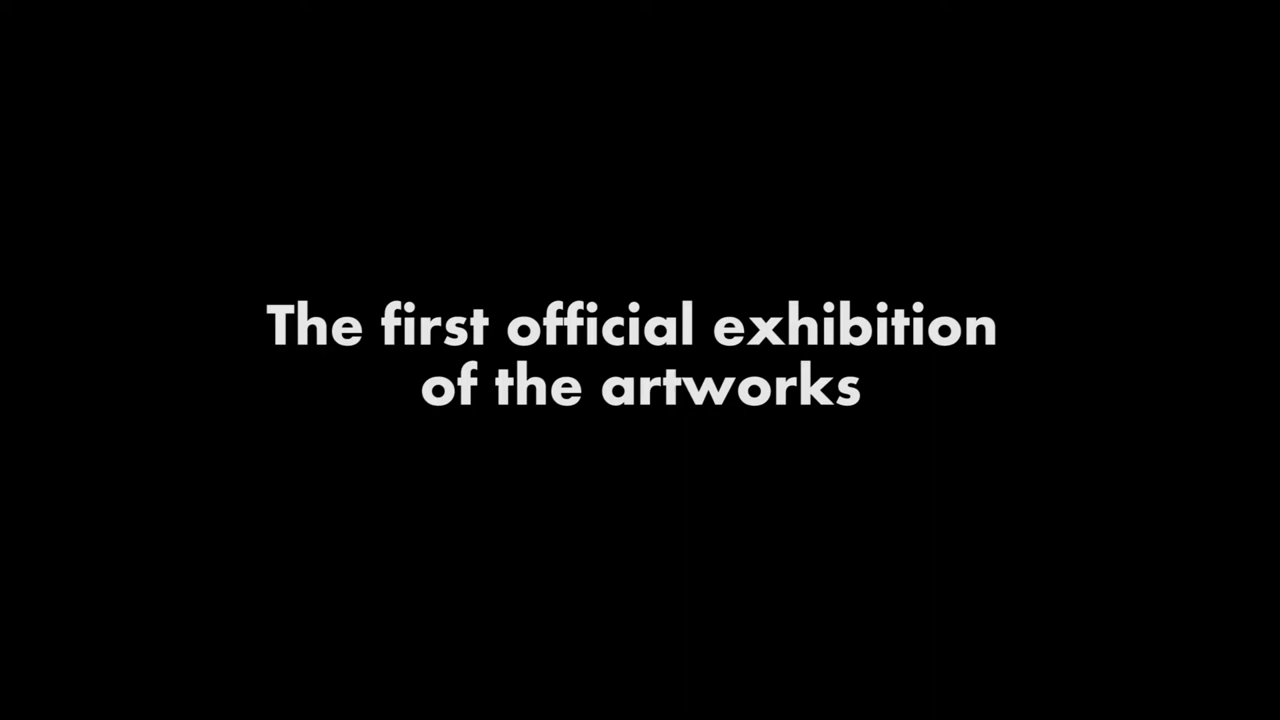 The first official exhibition
of the artworks